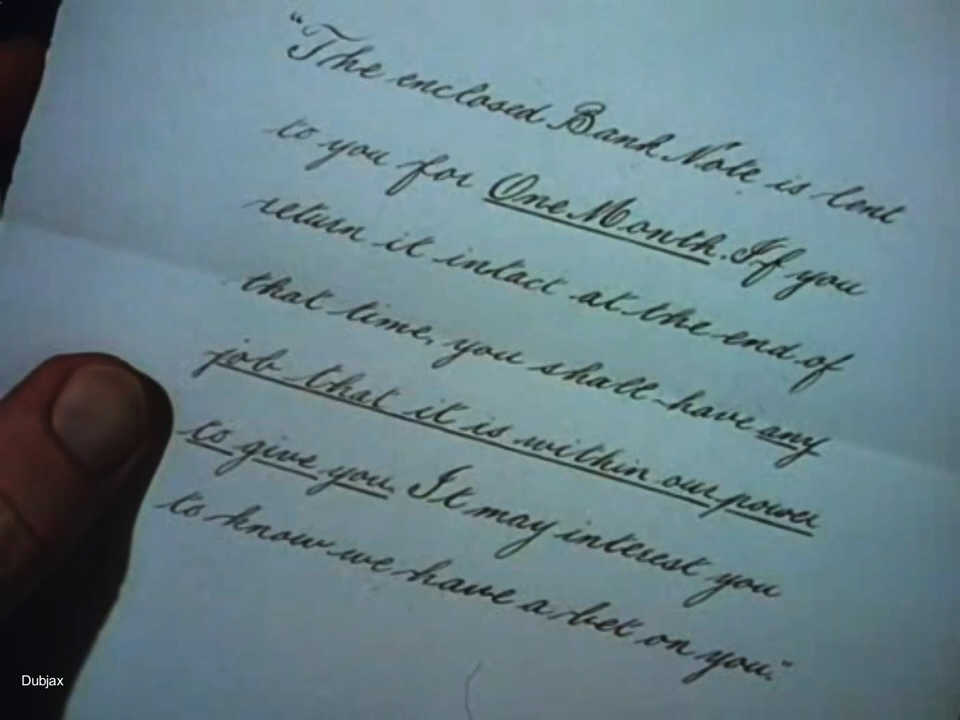 "The enclosed Bank Note is lent
to you for One Month. If you
return it intact at the end of
that time, you shall have any
job that it is within our power
to give you. It may interest you
to know we have a bet on you."
Dubjax